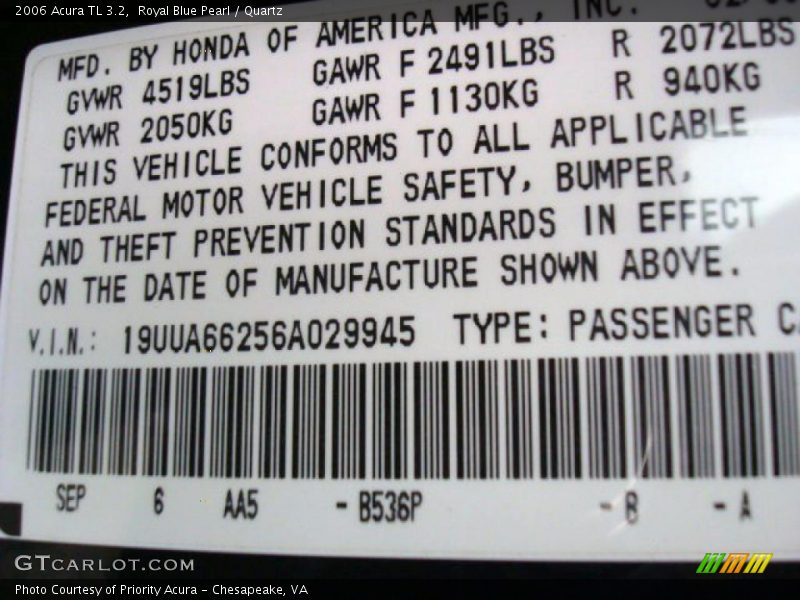 2006 Acura TL 3.2, Royal Blue Pearl / Quartz
MFD. BY HONDA OF AMERICA MFG., INC.
GVWR 4519LBS GAWR F 2491LBS R 2072LBS
GVWR 2050KG GAWR F 1130KG R 940KG
THIS VEHICLE CONFORMS TO ALL APPLICABLE
FEDERAL MOTOR VEHICLE SAFETY, BUMPER,
AND THEFT PREVENTION STANDARDS IN EFFECT
ON THE DATE OF MANUFACTURE SHOWN ABOVE.
V.I.N.: 19UUA66256A029945 TYPE: PASSENGER
SEP 6 AA5 - B536P - B - A
GTCARLOT.COM
Photo Courtesy of Priority Acura - Chesapeake, VA